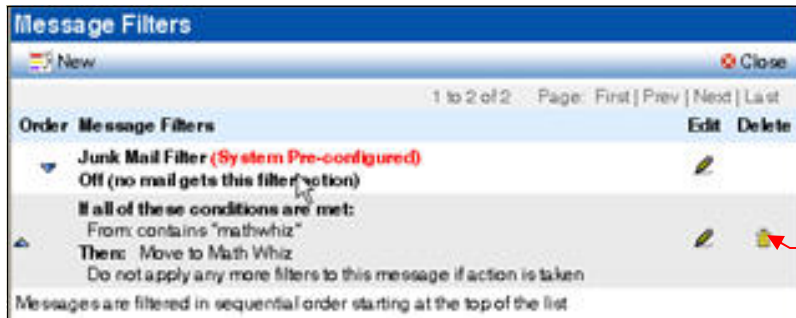 Message Filters
New Close
1 to 2 of 2 Page: First | Prev | Next | Last
Order Message Filters Edit Delete
Junk Mail Filter (System Pre-configured)
Off (no mail gets this filter action)
If all of these conditions are met:
From: contains "mathwhiz"
Then: Move to Math Whiz
Do not apply any more filters to this message if action is taken
Messages are filtered in sequential order starting at the top of the list